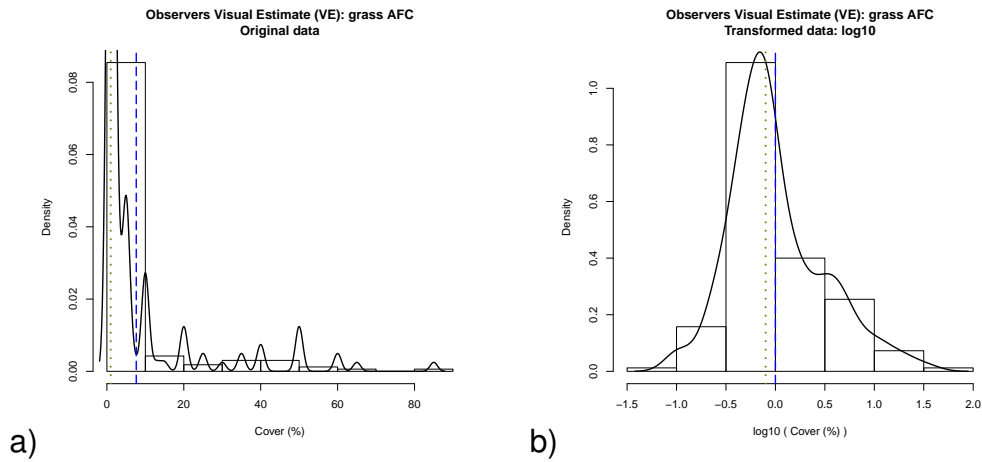 Observers Visual Estimate (VE): grass AFC
Original data
Density
0.00
0.02
0.04
0.06
0.08
0
20
40
60
80
Cover (%)
a)
Observers Visual Estimate (VE): grass AFC
Transformed data: log10
Density
0.0
0.2
0.4
0.6
0.8
1.0
−1.5
−1.0
−0.5
0.0
0.5
1.0
1.5
2.0
log10 ( Cover (%) )
b)